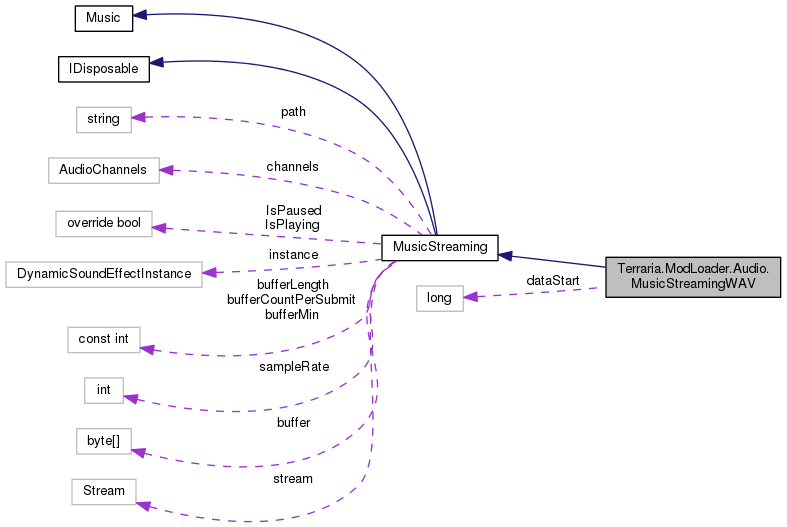 Music
IDisposable
string
path
AudioChannels
channels
override bool
IsPaused
IsPlaying
MusicStreaming
DynamicSoundEffectInstance
instance
Terraria.ModLoader.Audio.
MusicStreamingWAV
dataStart
long
bufferLength
bufferCountPerSubmit
bufferMin
const int
sampleRate
int
buffer
byte[]
stream
Stream